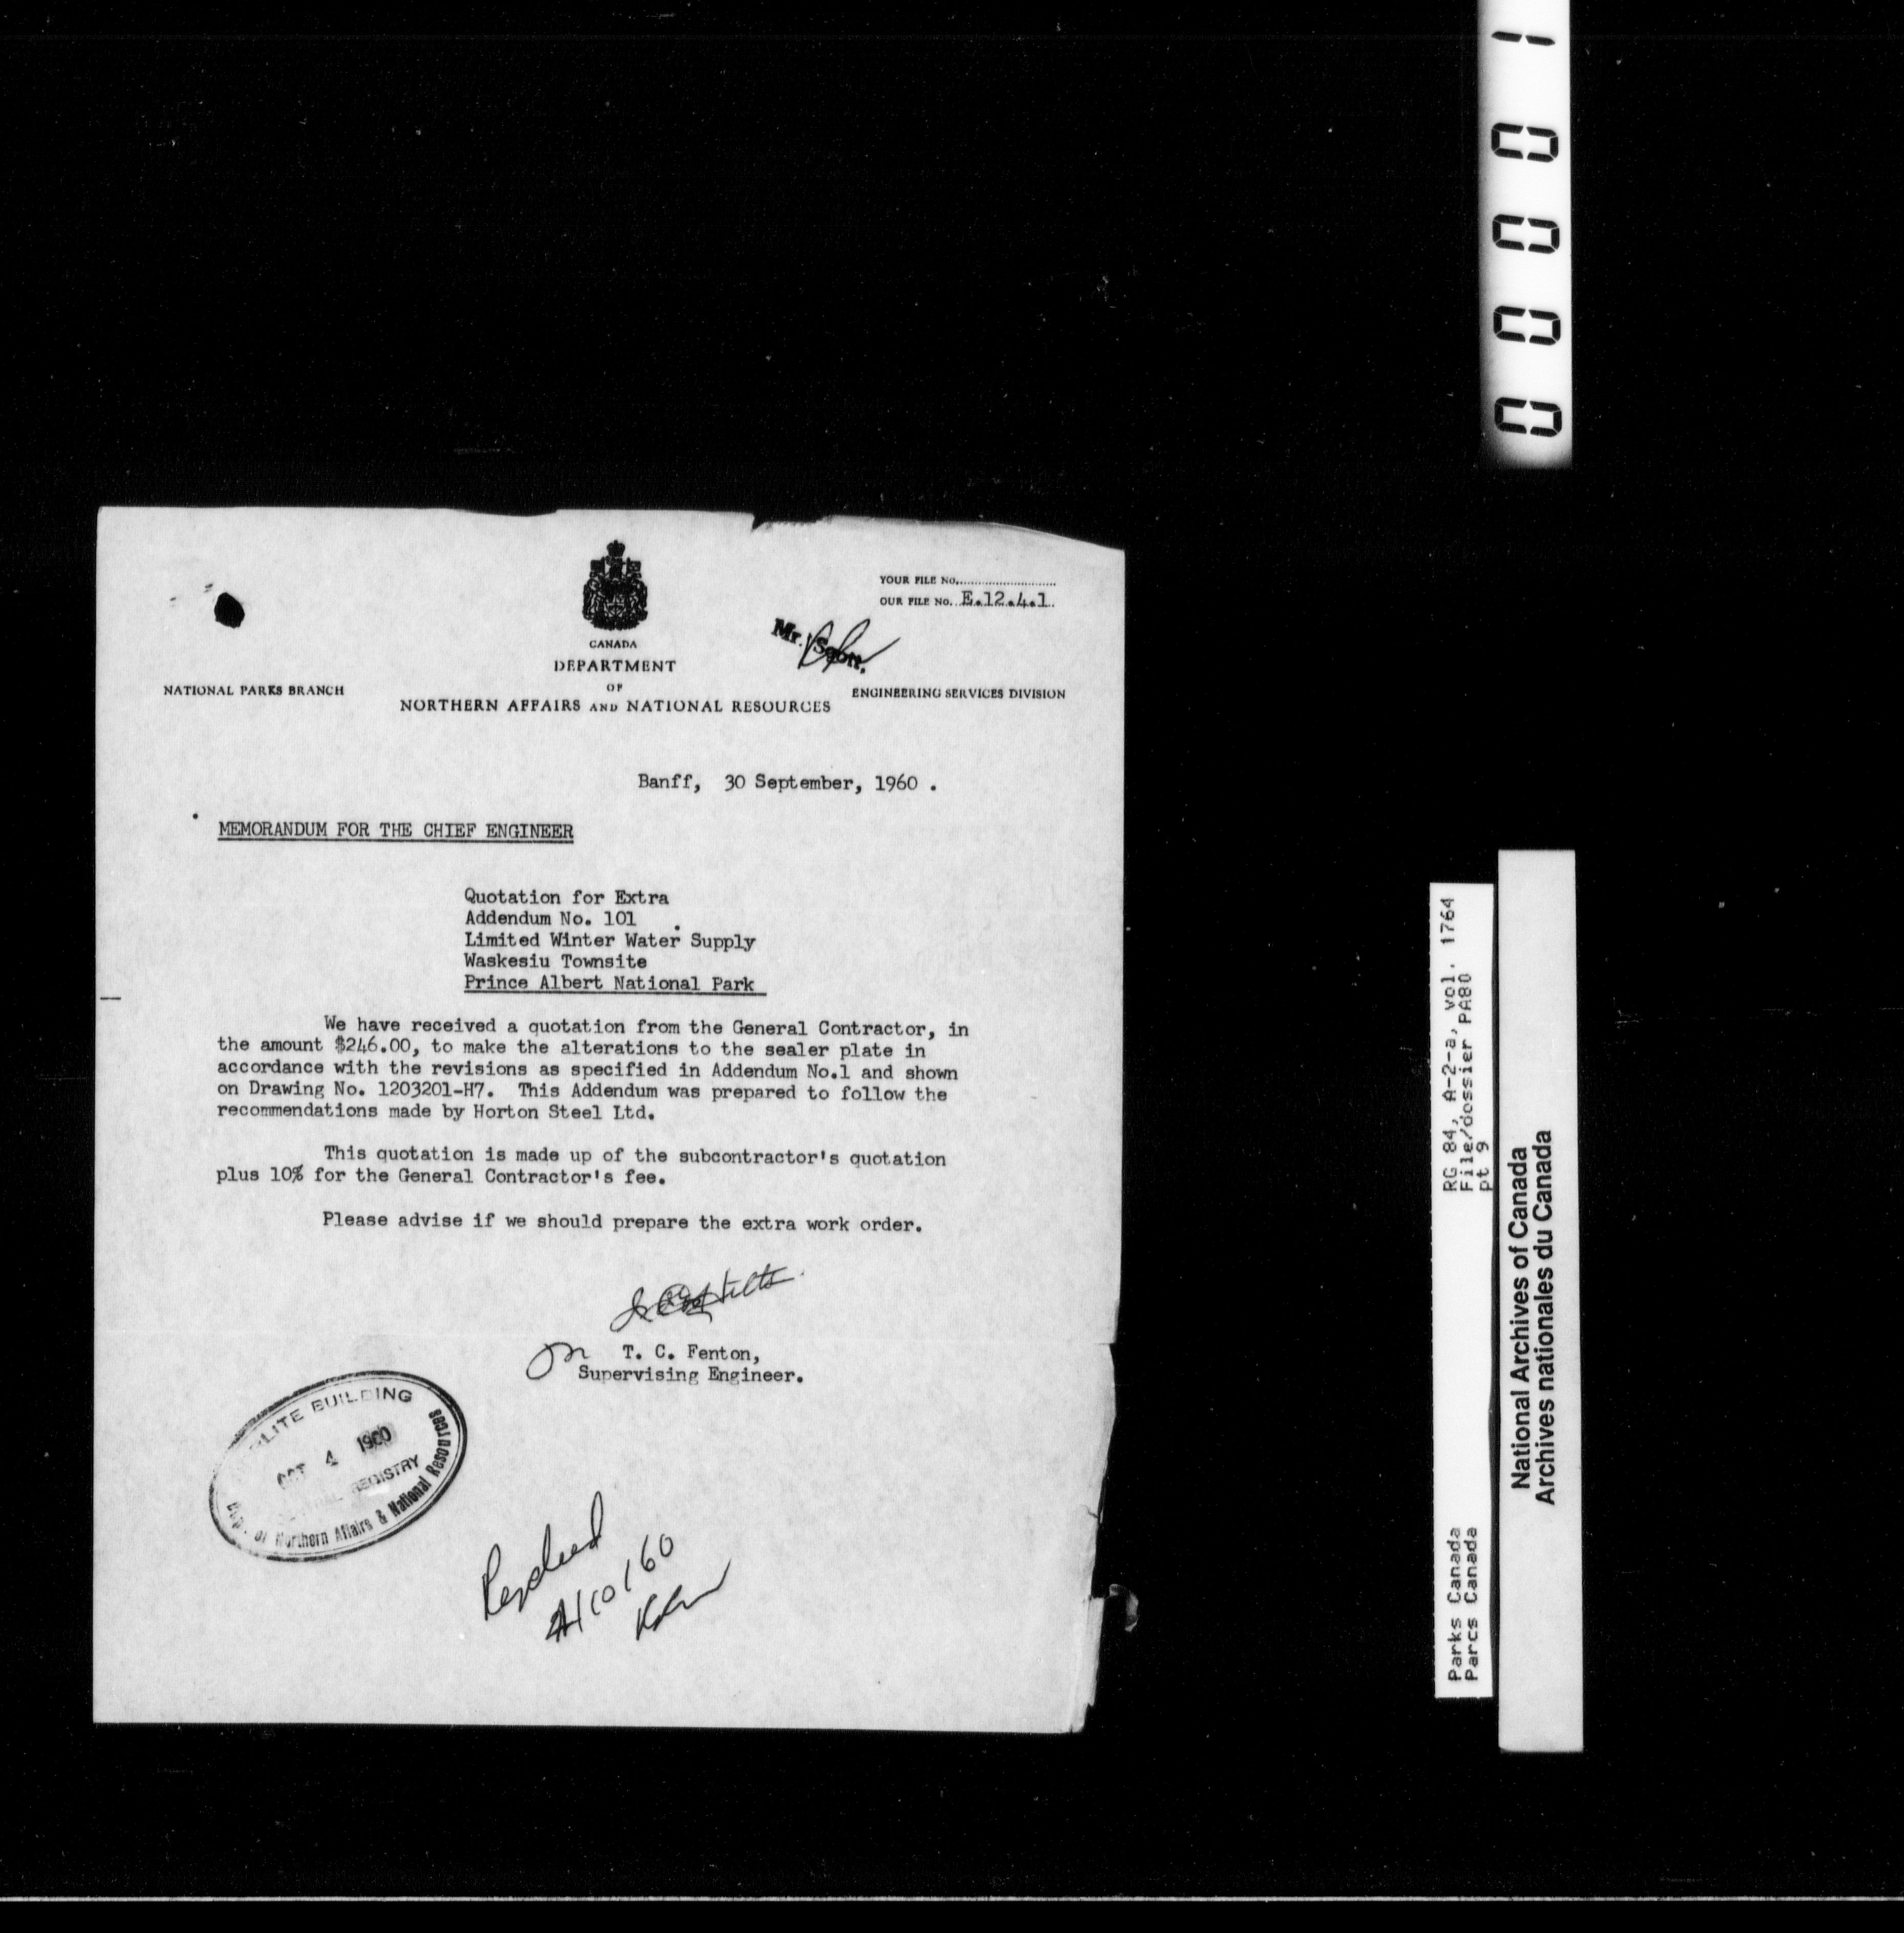 YOUR FILE No.
OUR FILE No. E.12.4.1.
Mr. Scott.
CANADA
DEPARTMENT
OF
NORTHERN AFFAIRS AND NATIONAL RESOURCES
NATIONAL PARKS BRANCH
ENGINEERING SERVICES DIVISION
Banff, 30 September, 1960 .
MEMORANDUM FOR THE CHIEF ENGINEER
Quotation for Extra
Addendum No. 101
Limited Winter Water Supply
Waskesiu Townsite
Prince Albert National Park
We have received a quotation from the General Contractor, in
the amount $246.00, to make the alterations to the sealer plate in
accordance with the revisions as specified in Addendum No.1 and shown
on Drawing No. 1203201-H7. This Addendum was prepared to follow the
recommendations made by Horton Steel Ltd.
This quotation is made up of the subcontractor's quotation
plus 10% for the General Contractor's fee.
Please advise if we should prepare the extra work order.
T. C. Fenton,
Supervising Engineer.
BUILDING
OCT 4 1960
REGISTRY
of Northern Affairs & National Resources
4/10/60
00001
RG 84, A-2-a, vol. 1764
File/dossier PA80
pt 9
Parks Canada
Parcs Canada
National Archives of Canada
Archives nationales du Canada